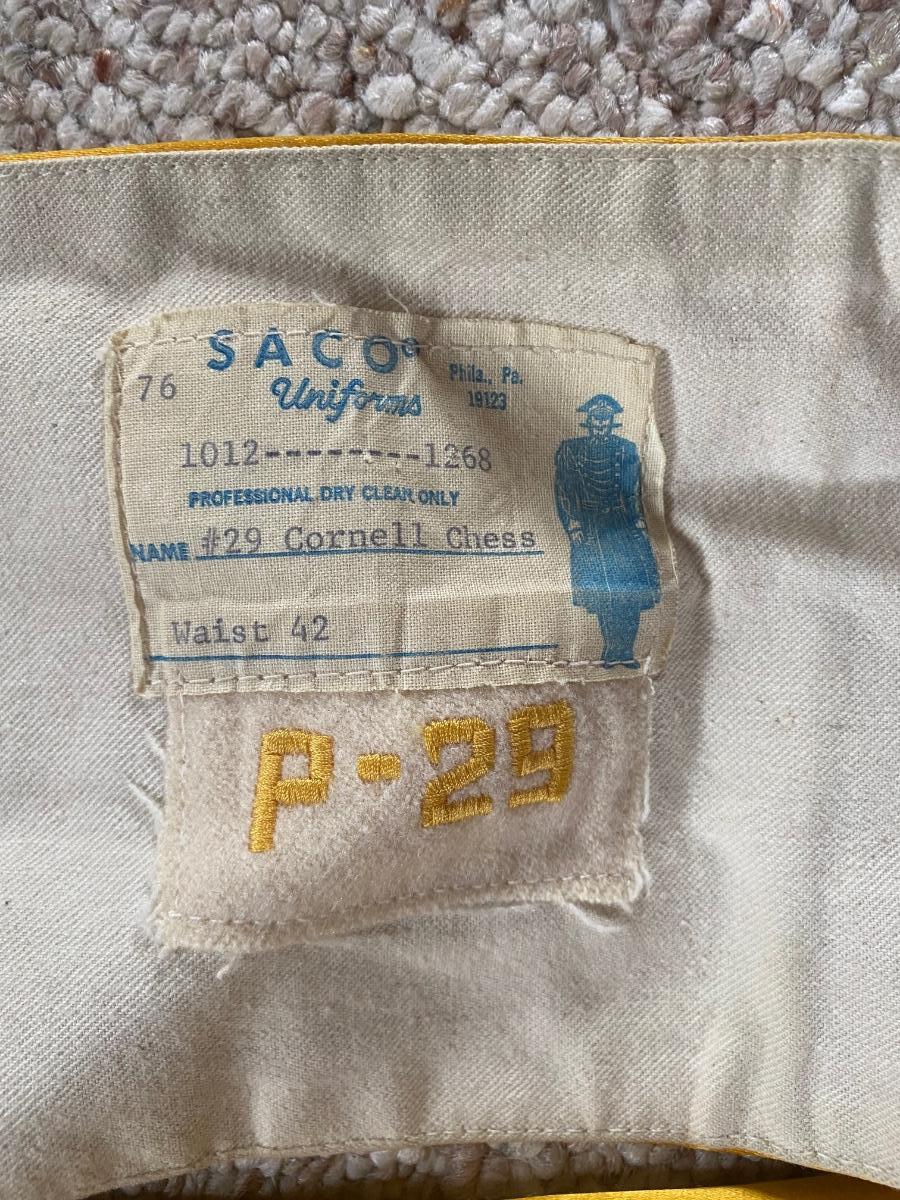 SACO®
76
Uniforms
Phila., Pa.
19123
1012--------1268
PROFESSIONAL DRY CLEAN ONLY
NAME #29 Cornell Chess
Waist 42
P-29